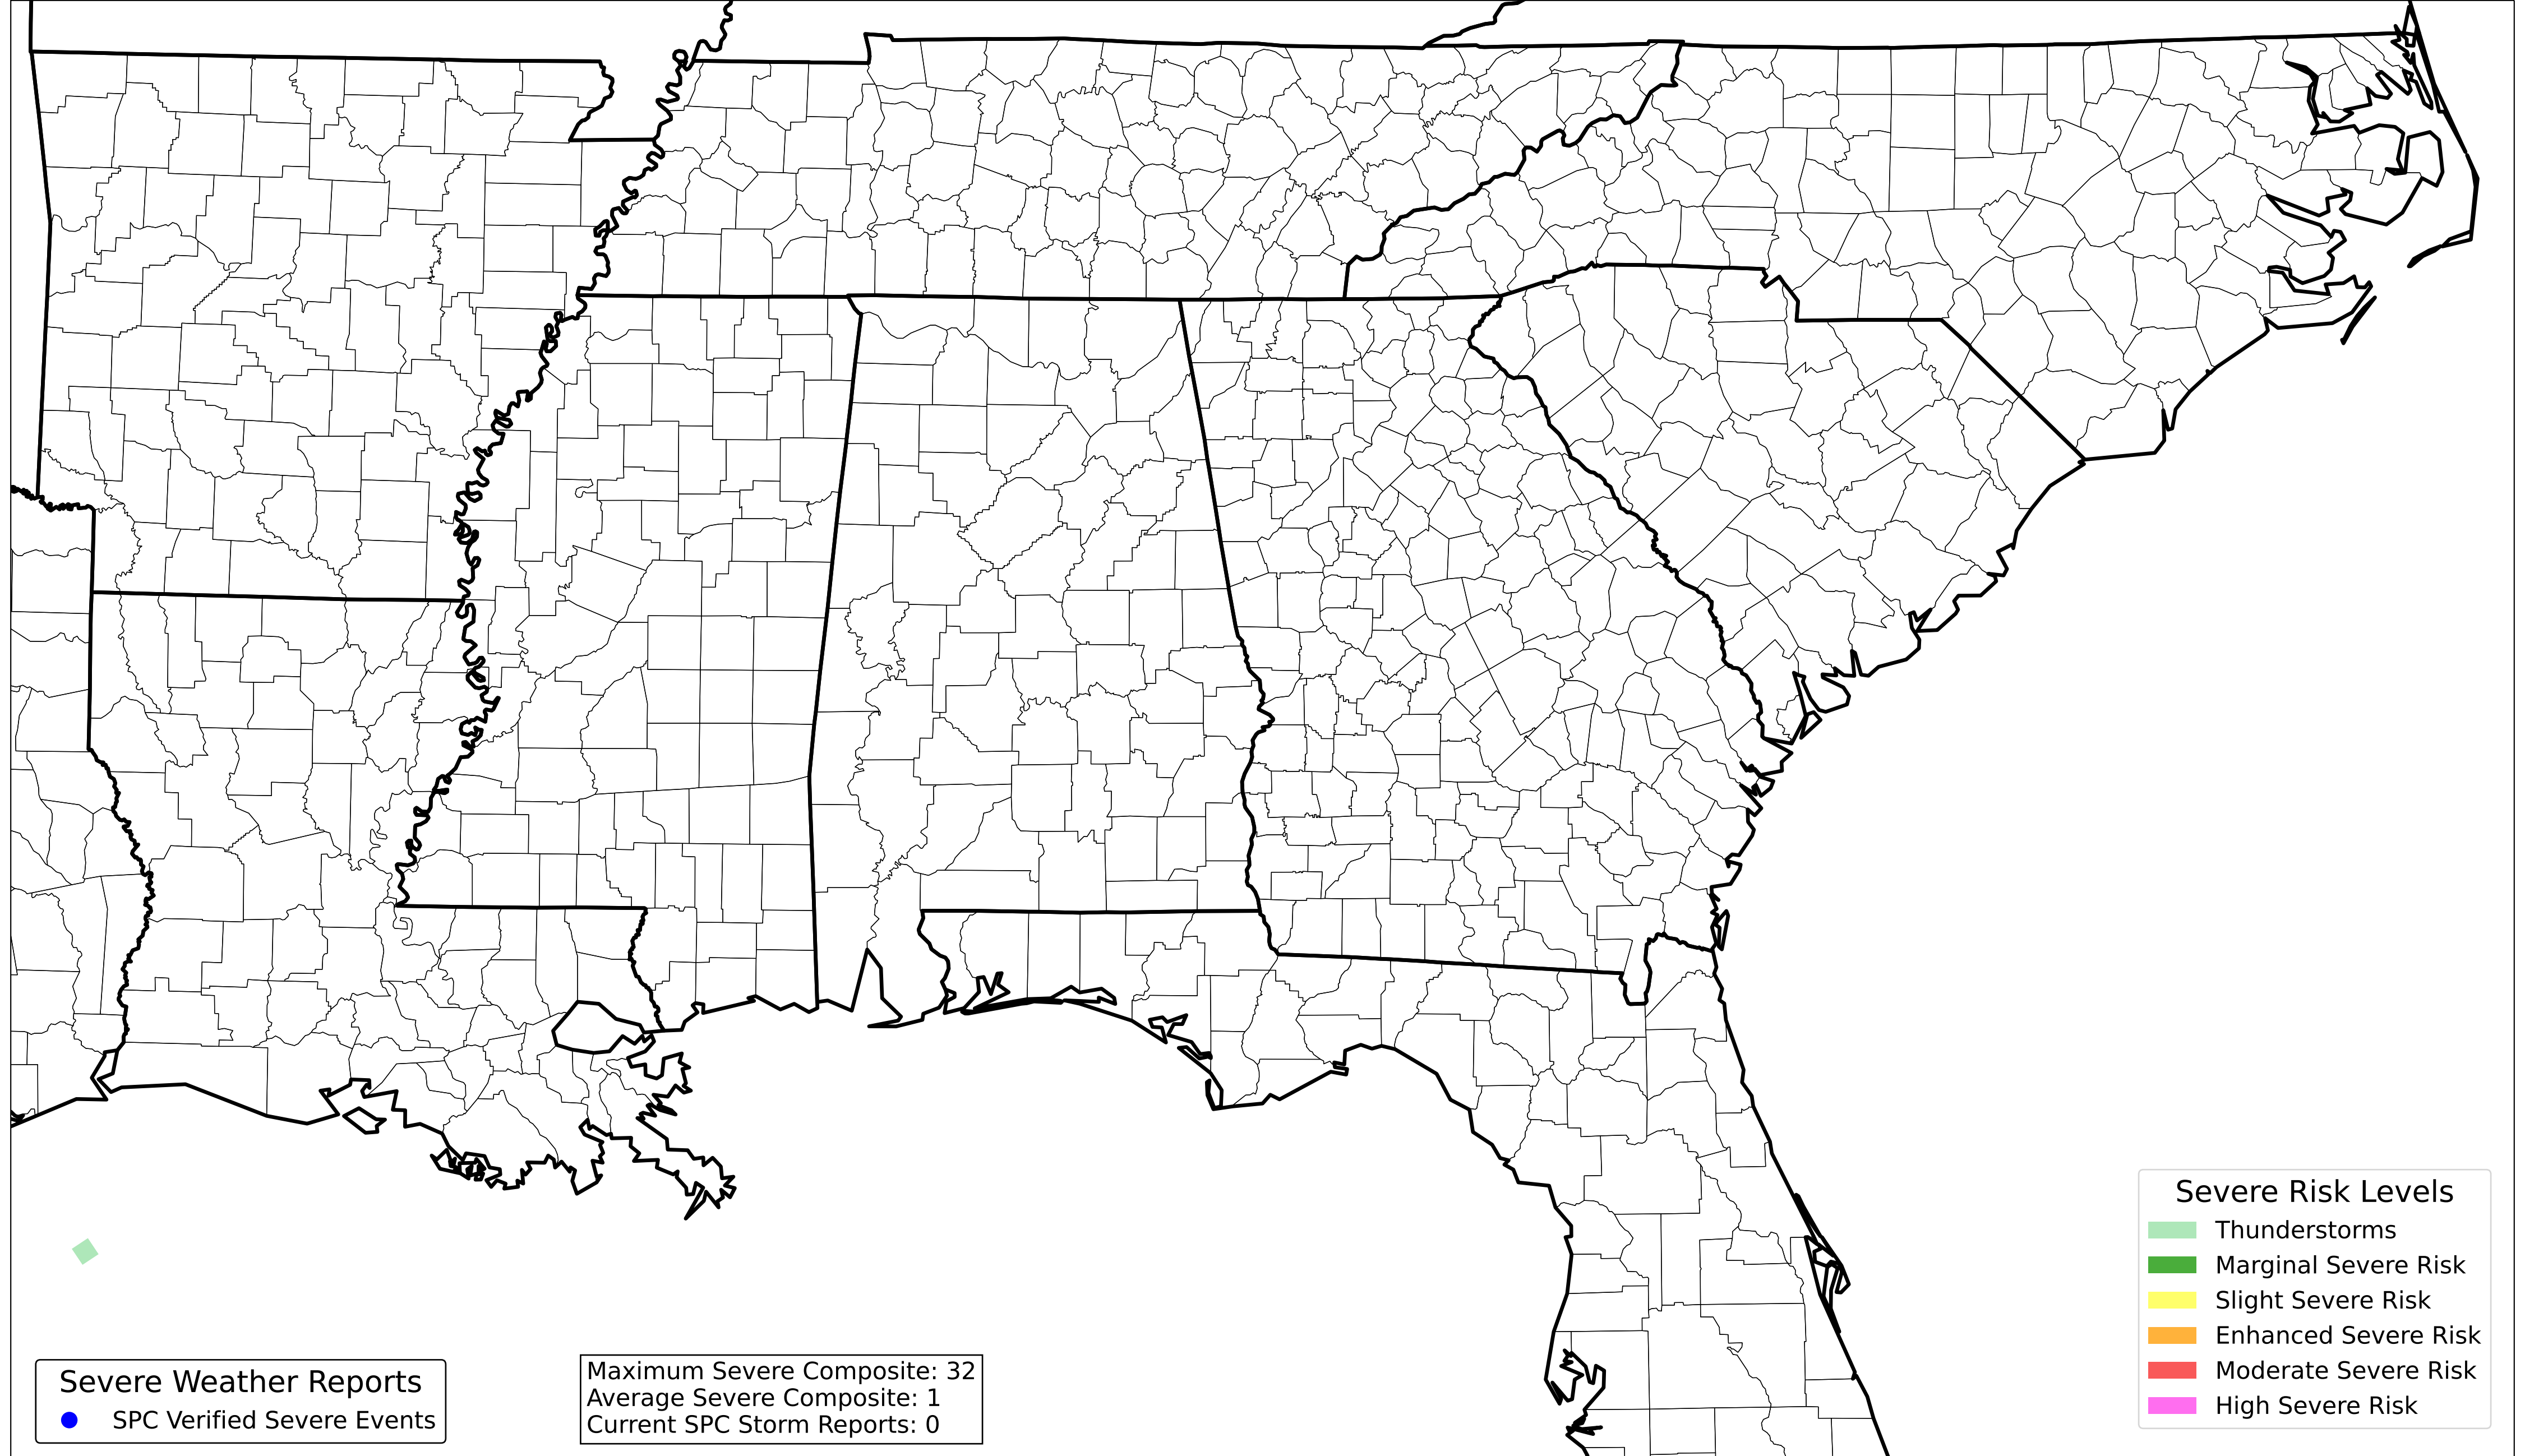 Severe Weather Reports
SPC Verified Severe Events
Maximum Severe Composite: 32
Average Severe Composite: 1
Current SPC Storm Reports: 0
Severe Risk Levels
Thunderstorms
Marginal Severe Risk
Slight Severe Risk
Enhanced Severe Risk
Moderate Severe Risk
High Severe Risk